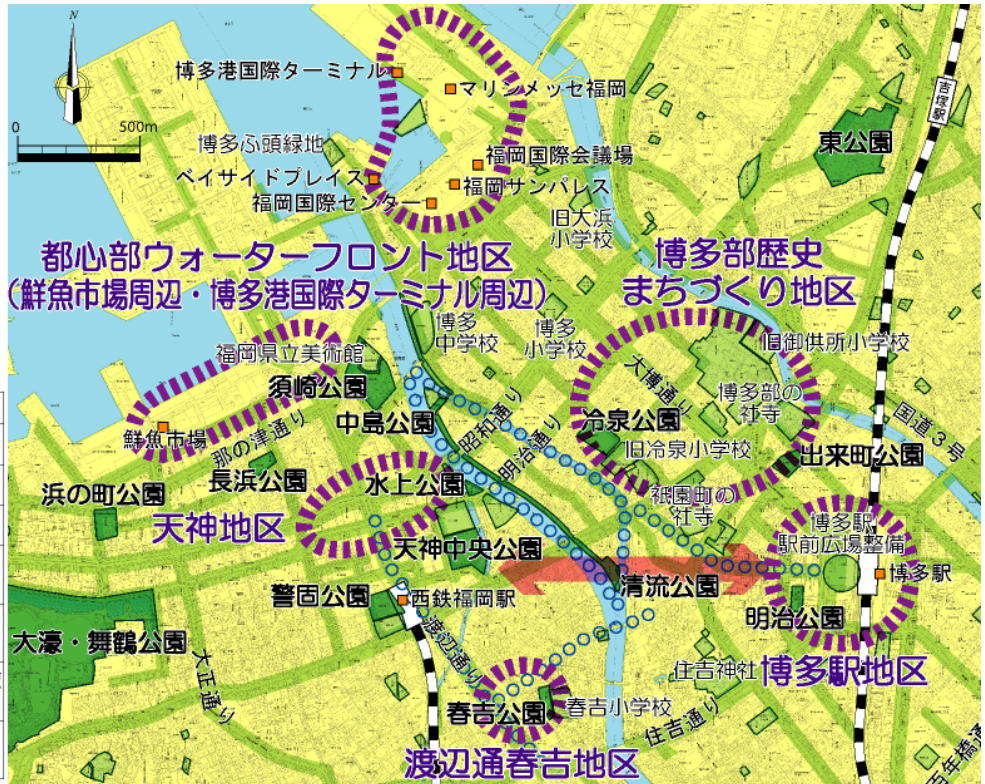 N
0
500m
博多港国際ターミナル
マリンメッセ福岡
吉塚駅
博多ふ頭緑地
東公園
ベイサイドプレイス
福岡国際会議場
福岡サンパレス
福岡国際センター
旧大浜
小学校
都心部ウォーターフロント地区
(鮮魚市場周辺・博多港国際ターミナル周辺)
博多部歴史
まちづくり地区
博多
中学校
博多
小学校
旧御供所小学校
福岡県立美術館
須崎公園
大博通り
博多部の
社寺
中島公園
昭和通り
明治通り
冷泉公園
国道3号
鮮魚市場
那の津通り
旧冷泉小学校
出来町公園
浜の町公園
長浜公園
水上公園
祇園町の
社寺
天神地区
天神中央公園
博多駅
駅前広場整備
博多駅
清流公園
警固公園
西鉄福岡駅
明治公園
大濠・舞鶴公園
大正通り
渡辺通り
住吉神社
博多駅地区
春吉公園
春吉小学校
住吉通り
渡辺通春吉地区
百年橋通